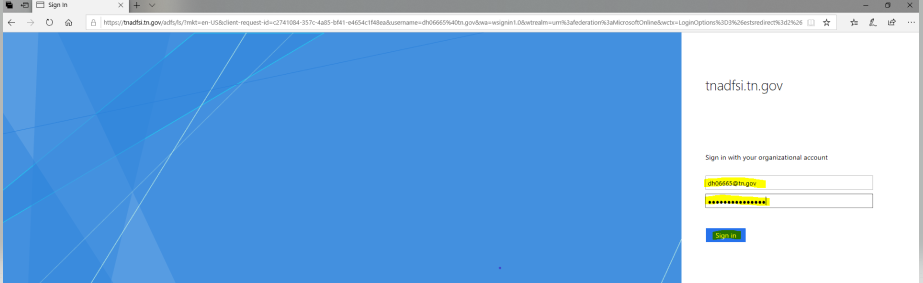 Sign In
https://tnadfsi.tn.gov/adfs/ls/?mkt=en-US&client-request-id=c2741084-357c-4a85-bf41-e4654c1f48ea&username=dh06665%40tn.gov&wa=wsignin1.0&wtrealm=urn%3afederation%3aMicrosoftOnline&wctx=LoginOptions%3D3%26estsredirect%3d2%26
tnadfsi.tn.gov
Sign in with your organizational account
dh06665@tn.gov
Sign in